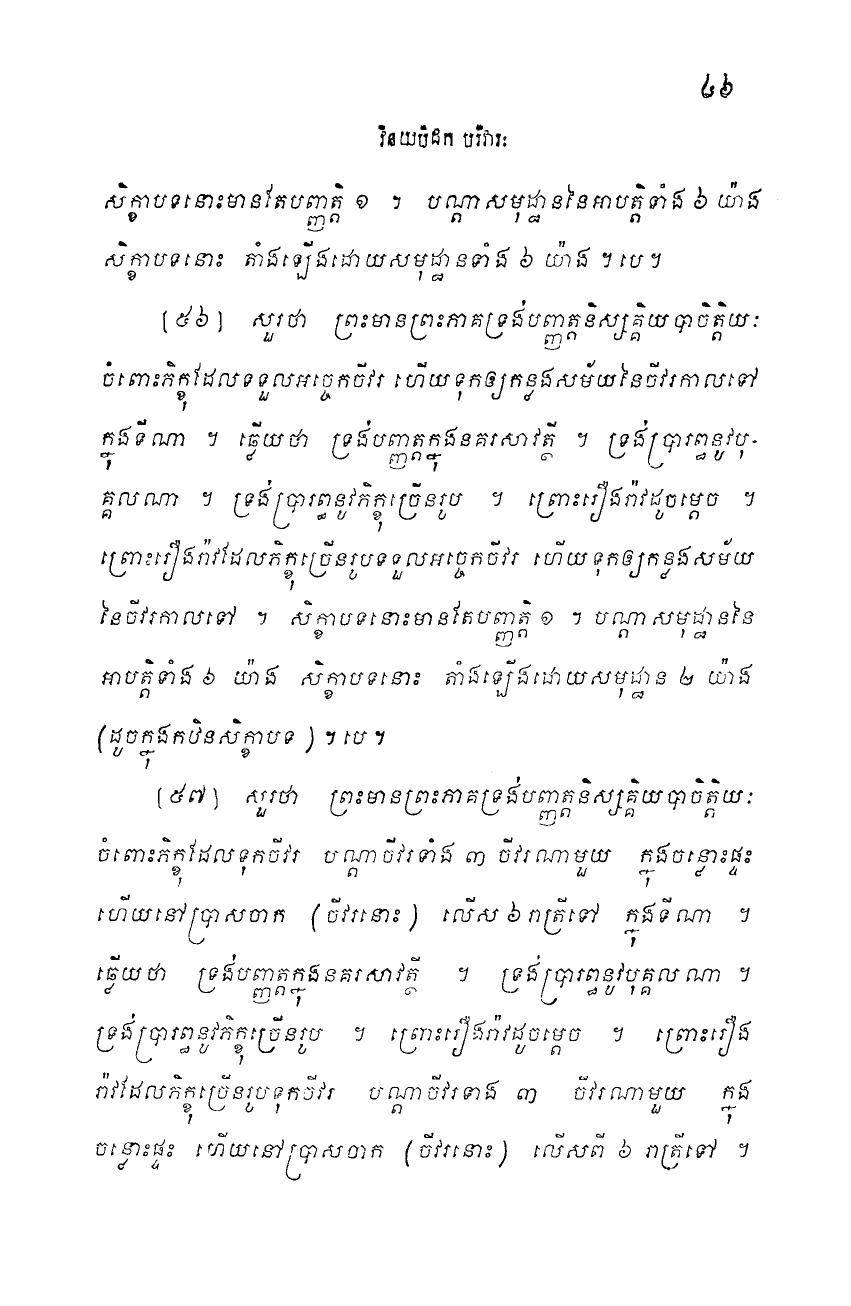 ៤៦
វិនយបិដក បរិវារៈ
សិក្ខាបទនោះមានតែបញ្ញត្តិ ១ ។ បណ្តាសមុដ្ឋាននៃអាបត្តិទាំង ៦ យ៉ាង
សិក្ខាបទនោះ តាំងឡើងដោយសមុដ្ឋានទាំង ៦ យ៉ាង ។ បេ ។
(៥៦) សួរថា ព្រះមានព្រះភាគទ្រង់បញ្ញត្តនិស្សគ្គិយបាចិត្តិយៈ
ចំពោះភិក្ខុដែលទទួលអច្ចេកចីវរ ហើយទុកឲ្យកន្លងសម័យនៃចីវរកាលទៅ
ក្នុងទីណា ។ ឆ្លើយថា ទ្រង់បញ្ញត្តក្នុងនគរសាវត្ថី ។ ទ្រង់ប្រារព្ធនូវបុ-
គ្គលណា ។ ទ្រង់ប្រារព្ធនូវភិក្ខុច្រើនរូប ។ ព្រោះរឿងរ៉ាវដូចម្តេច ។
ព្រោះរឿងរ៉ាវដែលភិក្ខុច្រើនរូបទទួលអច្ចេកចីវរ ហើយទុកឲ្យកន្លងសម័យ
នៃចីវរកាលទៅ ។ សិក្ខាបទនោះមានតែបញ្ញត្តិ ១ ។ បណ្តាសមុដ្ឋាននៃ
អាបត្តិទាំង ៦ យ៉ាង សិក្ខាបទនោះ តាំងឡើងដោយសមុដ្ឋាន ២ យ៉ាង
(ដូចក្នុងកឋិនសិក្ខាបទ ) ។ បេ ។
(៥៧) សួរថា ព្រះមានព្រះភាគទ្រង់បញ្ញត្តនិស្សគ្គិយបាចិត្តិយៈ
ចំពោះភិក្ខុដែលទុកចីវរ បណ្តាចីវរទាំង ៣ ចីវរណាមួយ ក្នុងចន្លោះផ្ទះ
ហើយនៅប្រាសចាក (ចីវរនោះ) លើស ៦ រាត្រីទៅ ក្នុងទីណា ។
ឆ្លើយថា ទ្រង់បញ្ញត្តក្នុងនគរសាវត្ថី ។ ទ្រង់ប្រារព្ធនូវបុគ្គលណា ។
ទ្រង់ប្រារព្ធនូវភិក្ខុច្រើនរូប ។ ព្រោះរឿងរ៉ាវដូចម្តេច ។ ព្រោះរឿង
រ៉ាវដែលភិក្ខុច្រើនរូបទុកចីវរ បណ្តាចីវរទាង ៣ ចីវរណាមួយ ក្នុង
ចន្លោះផ្ទះ ហើយនៅប្រាសចាក (ចីវរនោះ) លើសពី ៦ រាត្រីទៅ ។